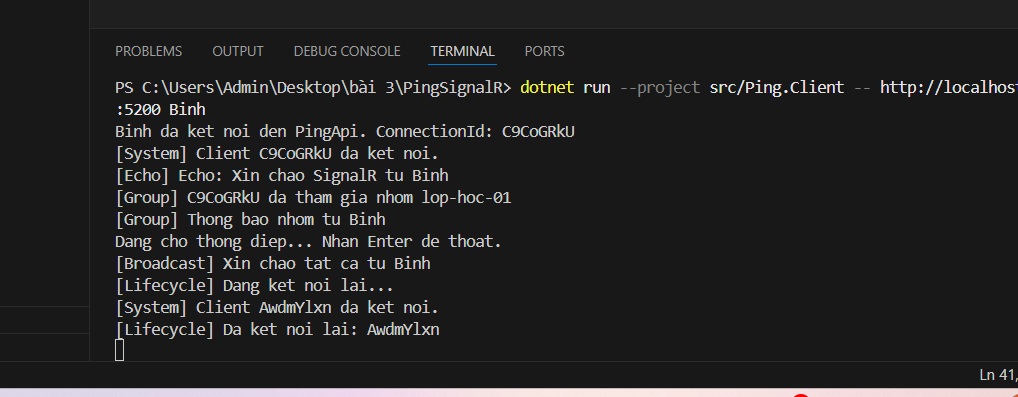 PROBLEMS OUTPUT DEBUG CONSOLE TERMINAL PORTS
PS C:\Users\Admin\Desktop\bài 3\PingSignalR> dotnet run --project src/Ping.Client -- http://localhost
:5200 Binh
Binh da ket noi den PingApi. ConnectionId: C9CoGRkU
[System] Client C9CoGRkU da ket noi.
[Echo] Echo: Xin chao SignalR tu Binh
[Group] C9CoGRkU da tham gia nhom lop-hoc-01
[Group] Thong bao nhom tu Binh
Dang cho thong diep... Nhan Enter de thoat.
[Broadcast] Xin chao tat ca tu Binh
[Lifecycle] Dang ket noi lai...
[System] Client AwdmYlxn da ket noi.
[Lifecycle] Da ket noi lai: AwdmYlxn
Ln 41,